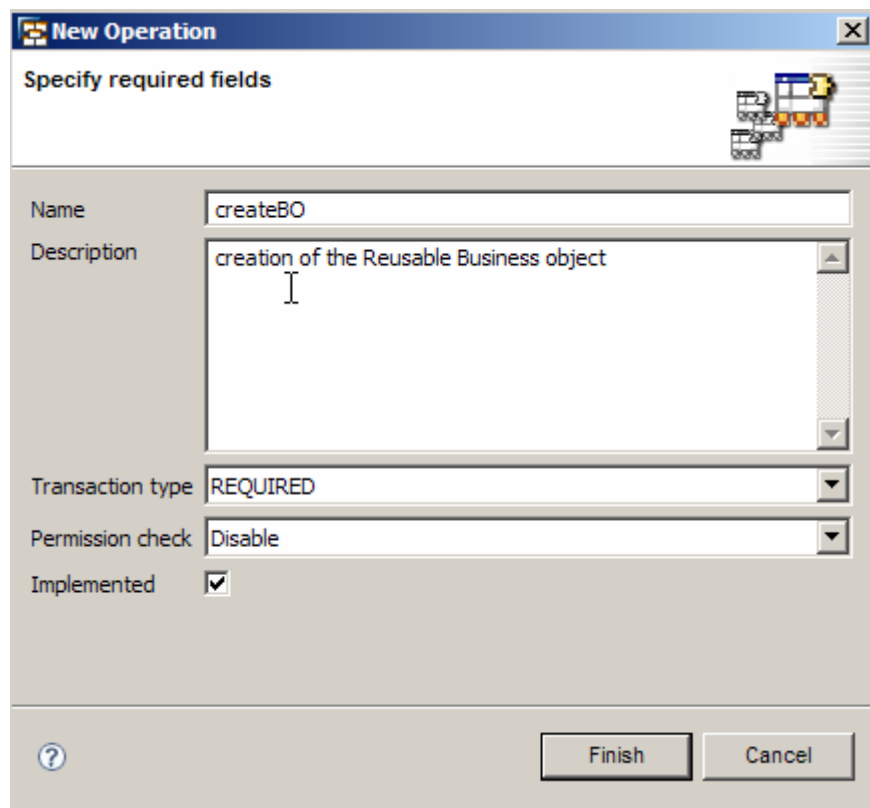 New Operation
Specify required fields
Name createBO
Description creation of the Reusable Business object
Transaction type REQUIRED
Permission check Disable
Implemented
?
Finish Cancel